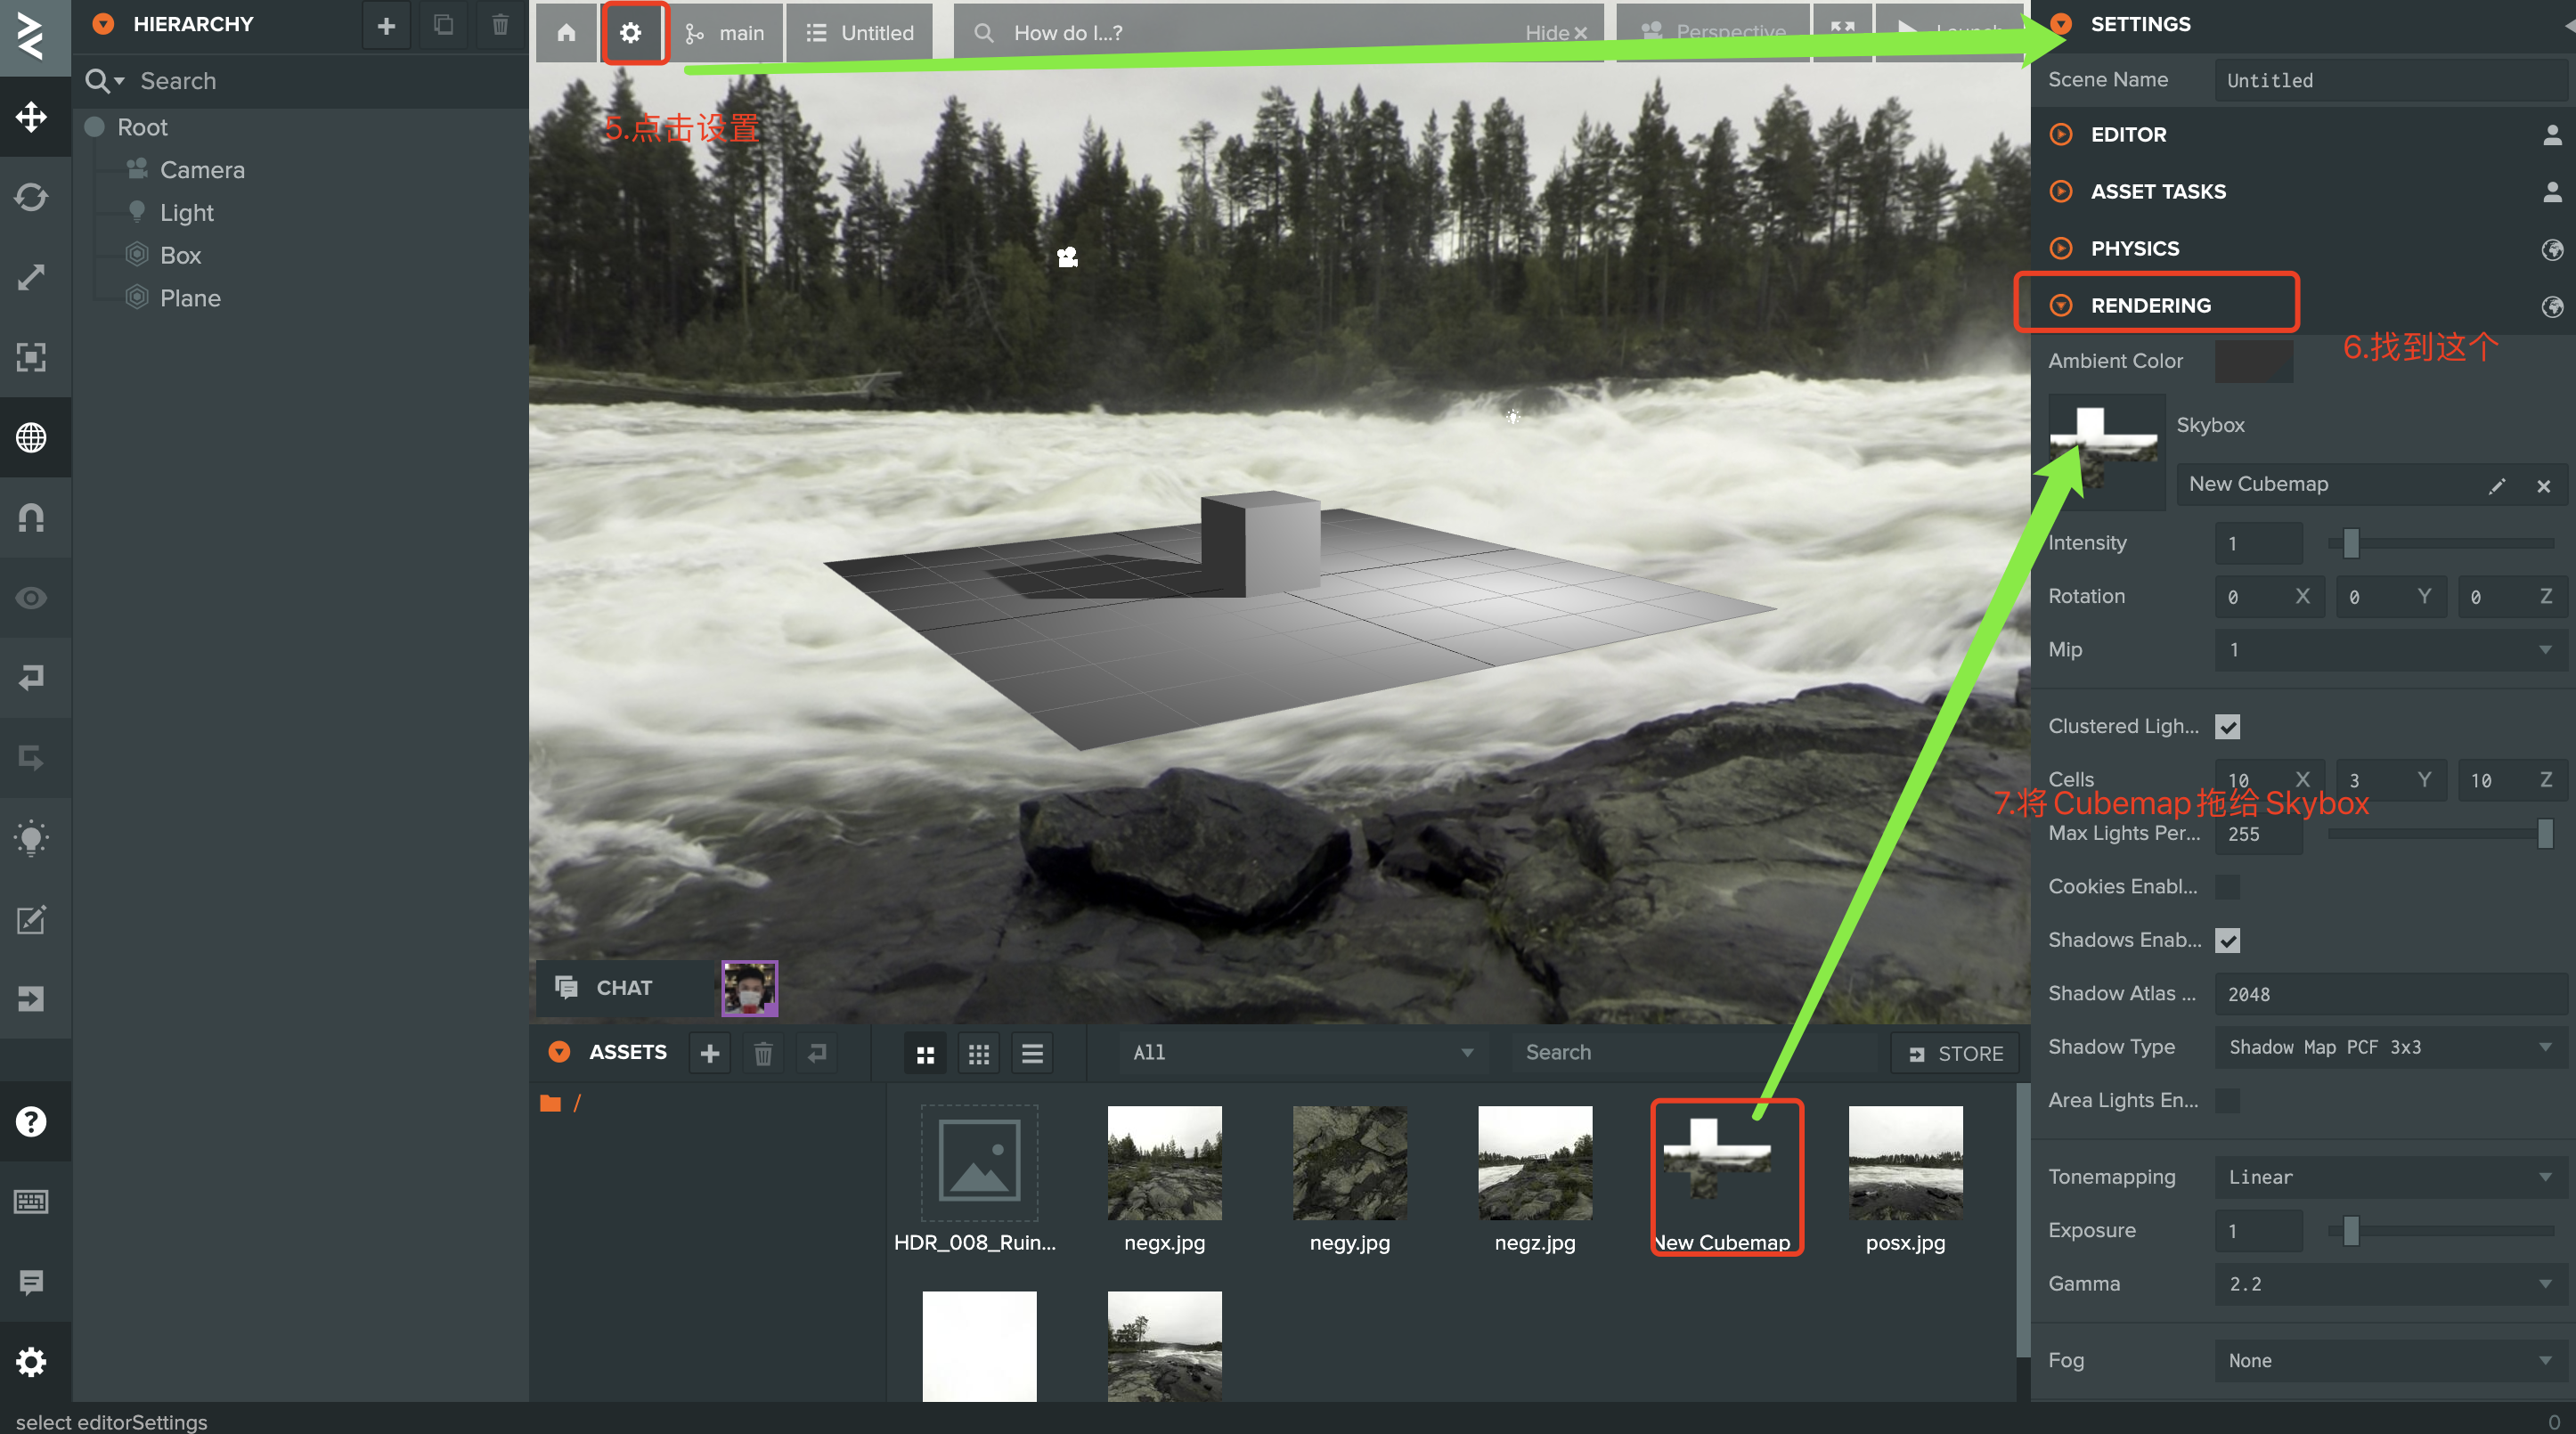 HIERARCHY
Search
Root
Camera
Light
Box
Plane
main
Untitled
How do I...?
Hide
Perspective
Launch
5.点击设置
SETTINGS
Scene Name
Untitled
EDITOR
ASSET TASKS
PHYSICS
RENDERING
6.找到这个
Ambient Color
Skybox
New Cubemap
Intensity
1
Rotation
0 X
0 Y
0 Z
Mip
1
Clustered Ligh...
Cells
10 X
3 Y
10 Z
7.将 Cubemap 拖给 Skybox
Max Lights Per...
255
Cookies Enabl...
Shadows Enab...
Shadow Atlas ...
2048
Shadow Type
Shadow Map PCF 3x3
Area Lights En...
Tonemapping
Linear
Exposure
1
Gamma
2.2
Fog
None
CHAT
ASSETS
All
Search
STORE
/
HDR_008_Ruin...
negx.jpg
negy.jpg
negz.jpg
New Cubemap
posx.jpg
select editorSettings
0